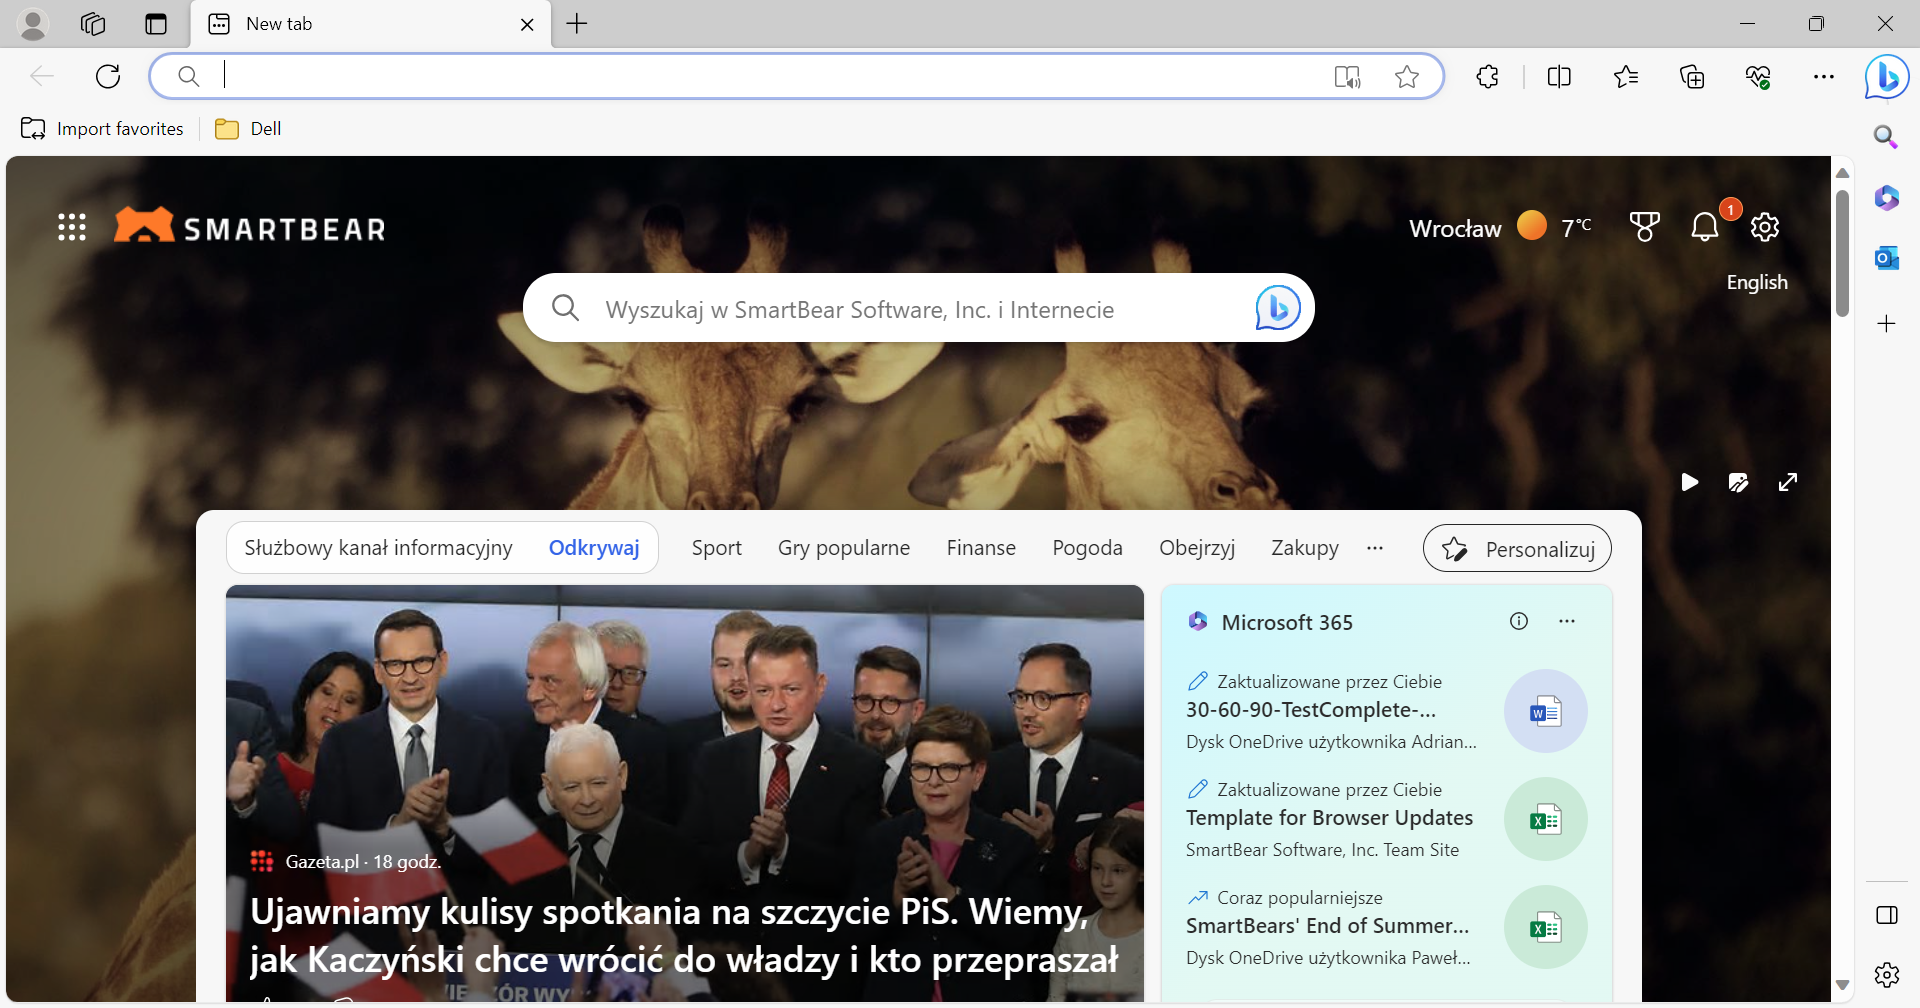 New tab
Import favorites
Dell
SMARTBEAR
Wrocław
7°C
1
English
Wyszukaj w SmartBear Software, Inc. i Internecie
Służbowy kanał informacyjny
Odkrywaj
Sport
Gry popularne
Finanse
Pogoda
Obejrzyj
Zakupy
Personalizuj
Gazeta.pl · 18 godz.
Ujawniamy kulisy spotkania na szczycie PiS. Wiemy,
jak Kaczyński chce wrócić do władzy i kto przepraszał
Microsoft 365
Zaktualizowane przez Ciebie
30-60-90-TestComplete-...
Dysk OneDrive użytkownika Adrian...
Zaktualizowane przez Ciebie
Template for Browser Updates
SmartBear Software, Inc. Team Site
Coraz popularniejsze
SmartBears' End of Summer...
Dysk OneDrive użytkownika Paweł...